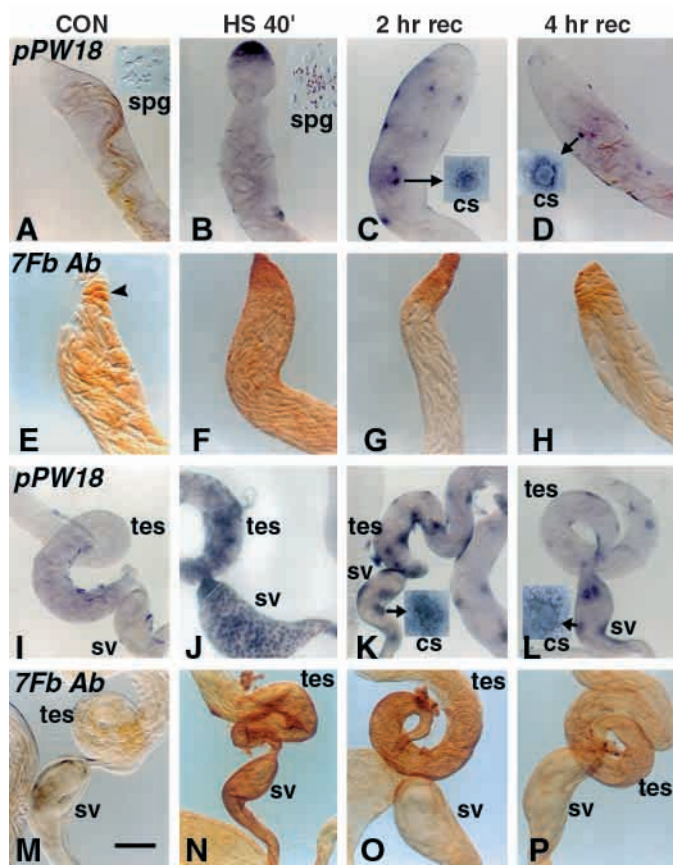 CON HS 40' 2 hr rec 4 hr rec
pPW18
spg spg
cs cs
A B C D
7Fb Ab
E F G H
pPW18
tes tes tes tes
sv sv sv sv
cs cs
I J K L
7Fb Ab
tes tes tes tes
sv sv sv sv
M N O P